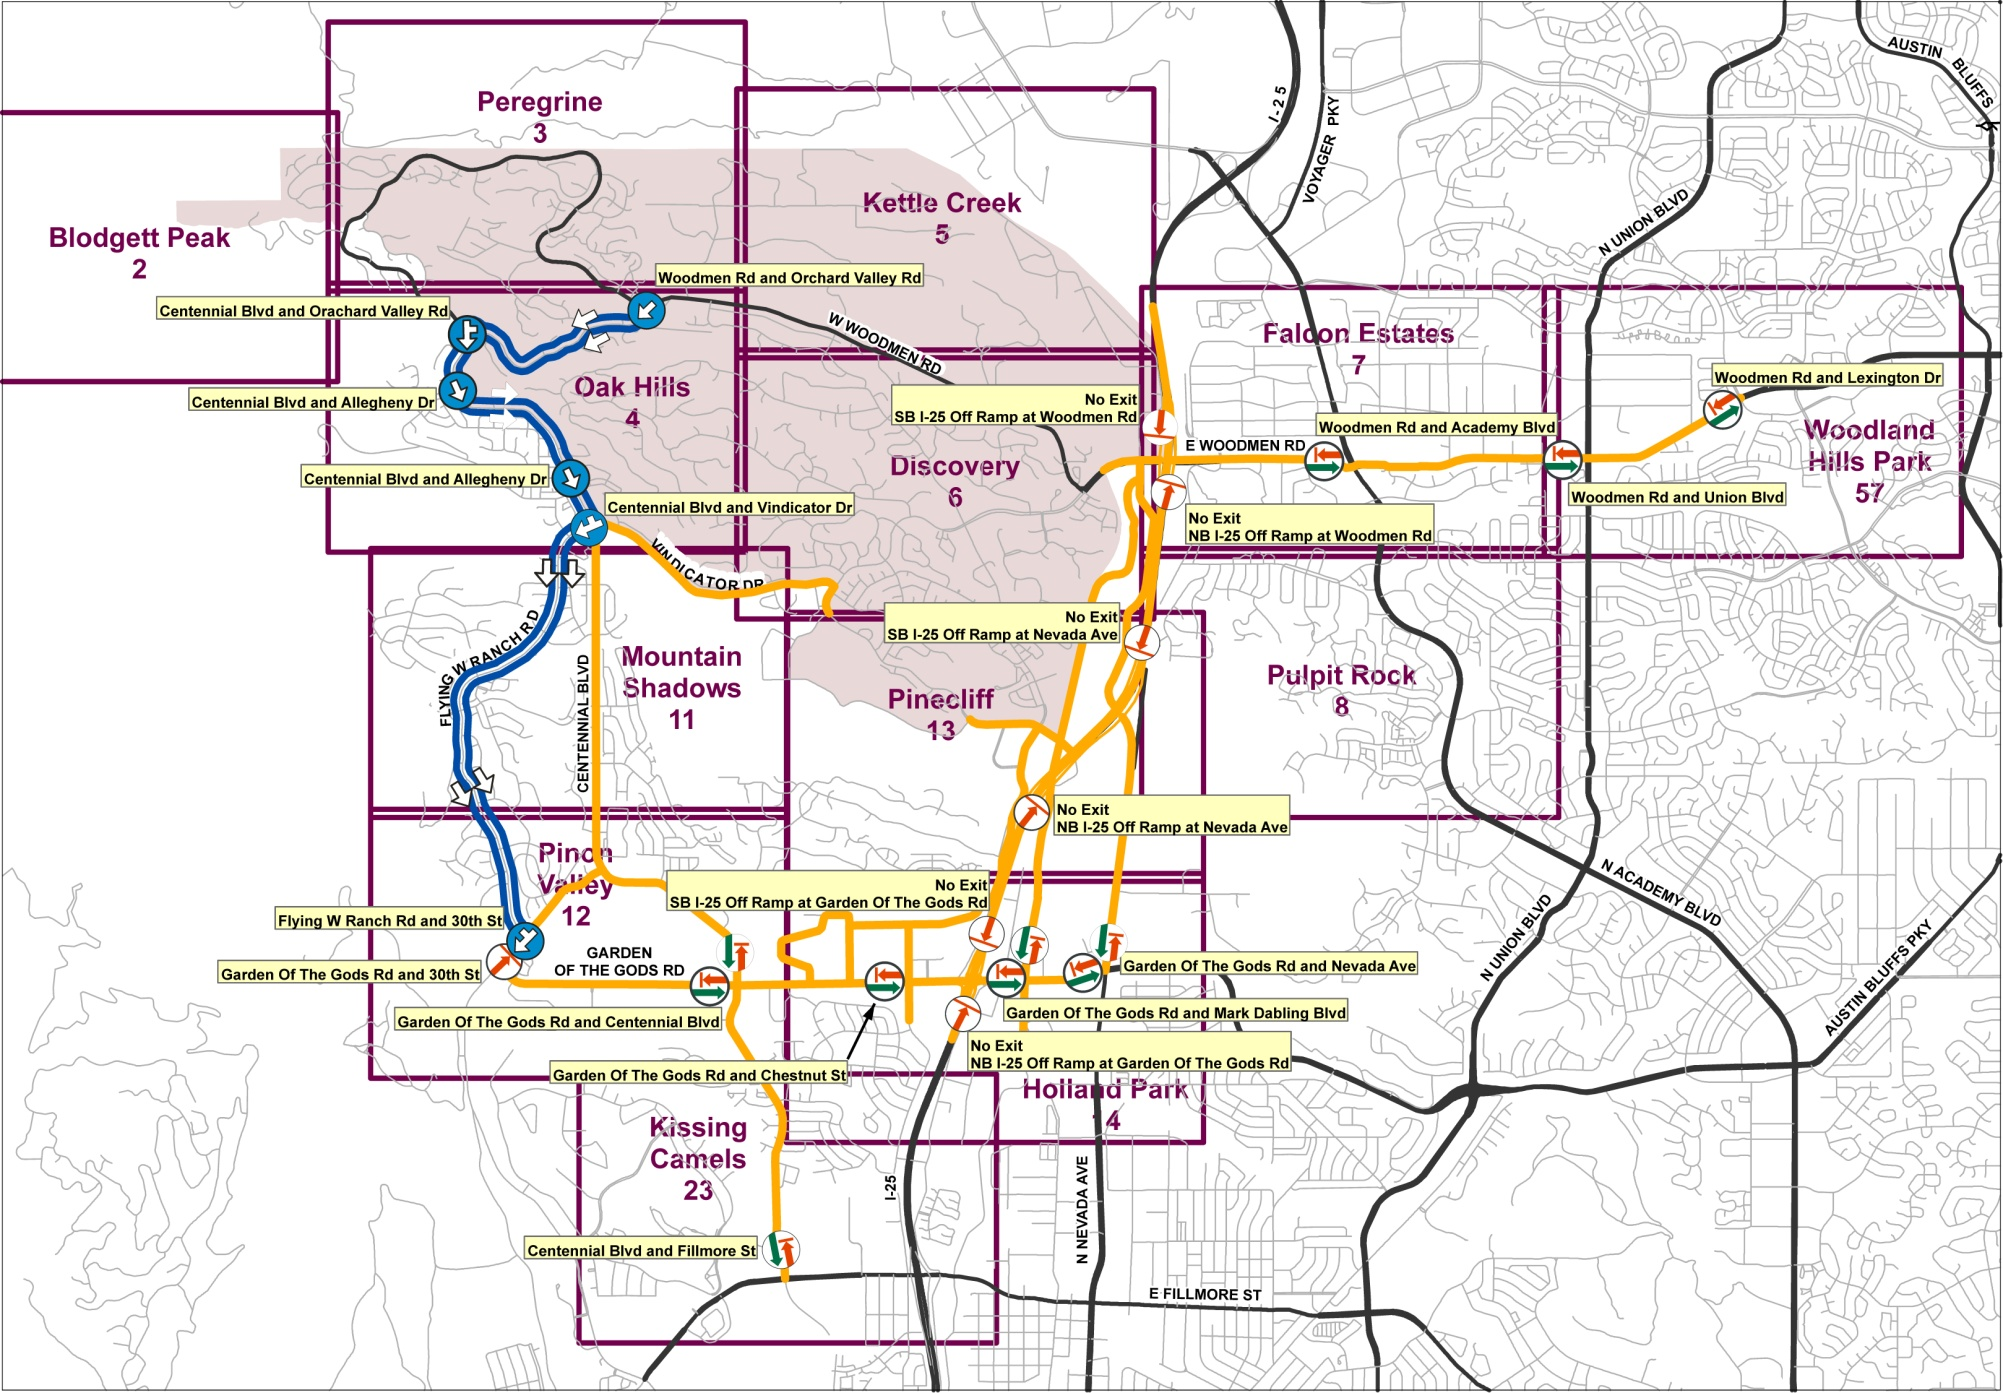 AUSTIN
BLUFFS
I-25
VOYAGER PKY
Peregrine
3
N UNION BLVD
Kettle Creek
5
Blodgett Peak
2
Woodmen Rd and Orchard Valley Rd
Centennial Blvd and Orachard Valley Rd
W WOODMEN RD
Falcon Estates
7
Woodmen Rd and Lexington Dr
Oak Hills
4
Centennial Blvd and Allegheny Dr
No Exit
SB I-25 Off Ramp at Woodmen Rd
Woodmen Rd and Academy Blvd
E WOODMEN RD
Woodland
Hills Park
57
Discovery
6
Centennial Blvd and Allegheny Dr
Woodmen Rd and Union Blvd
Centennial Blvd and Vindicator Dr
No Exit
NB I-25 Off Ramp at Woodmen Rd
VINDICATOR DR
No Exit
SB I-25 Off Ramp at Nevada Ave
FLYING W RANCH RD
CENTENNIAL BLVD
Mountain
Shadows
11
Pulpit Rock
8
Pinecliff
13
No Exit
NB I-25 Off Ramp at Nevada Ave
Pinon
Valley
12
No Exit
SB I-25 Off Ramp at Garden Of The Gods Rd
N ACADEMY BLVD
N UNION BLVD
AUSTIN BLUFFS PKY
Flying W Ranch Rd and 30th St
GARDEN
OF THE GODS RD
Garden Of The Gods Rd and 30th St
Garden Of The Gods Rd and Nevada Ave
Garden Of The Gods Rd and Centennial Blvd
Garden Of The Gods Rd and Mark Dabling Blvd
No Exit
NB I-25 Off Ramp at Garden Of The Gods Rd
Garden Of The Gods Rd and Chestnut St
Holland Park
14
Kissing
Camels
23
I-25
N NEVADA AVE
Centennial Blvd and Fillmore St
E FILLMORE ST